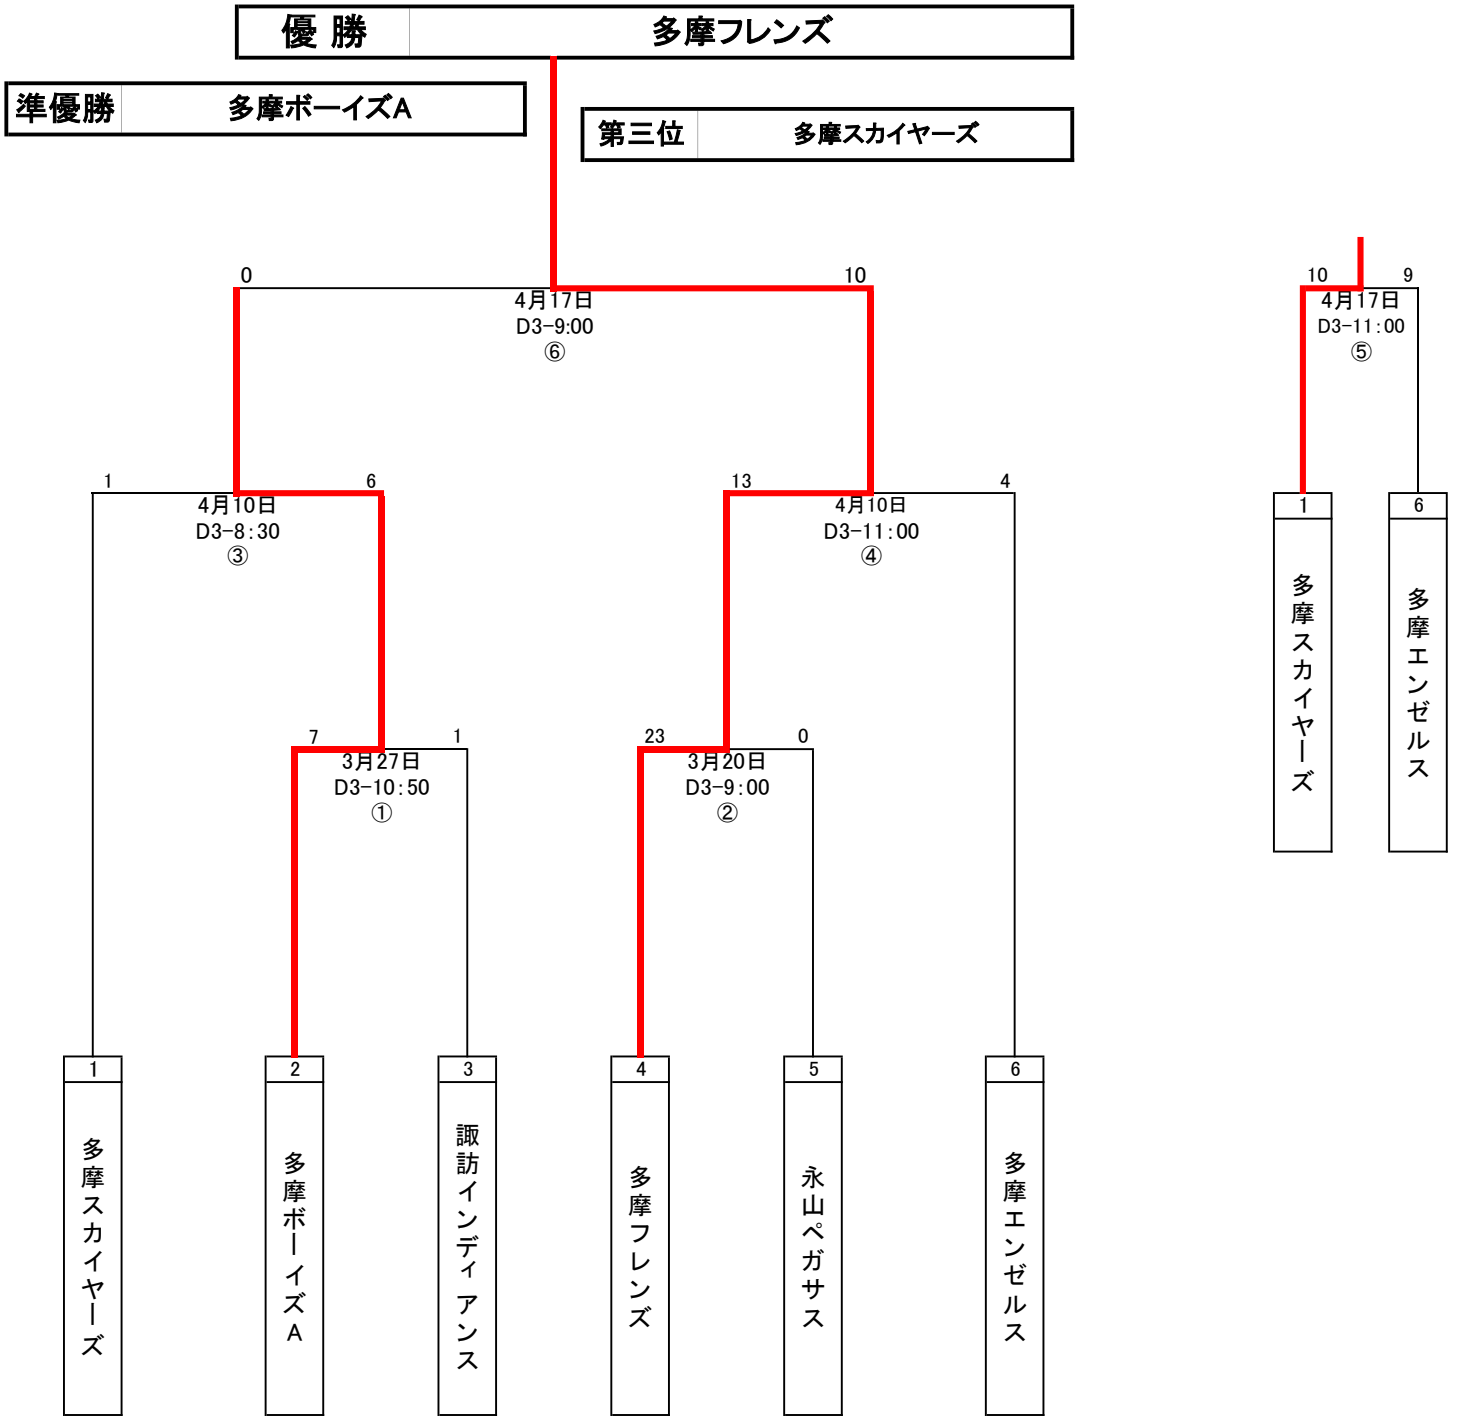 優 勝 多摩フレンズ
準優勝 多摩ボーイズA
第三位 多摩スカイヤーズ
0 10
4月17日
D3-9:00
⑥
10 9
4月17日
D3-11:00
⑤
1 6
4月10日
D3-8:30
③
13 4
4月10日
D3-11:00
④
1
多摩スカイヤーズ
6
多摩エンゼルス
7 1
3月27日
D3-10:50
①
23 0
3月20日
D3-9:00
②
1
多摩スカイヤーズ
2
多摩ボーイズA
3
諏訪インディアンス
4
多摩フレンズ
5
永山ペガサス
6
多摩エンゼルス